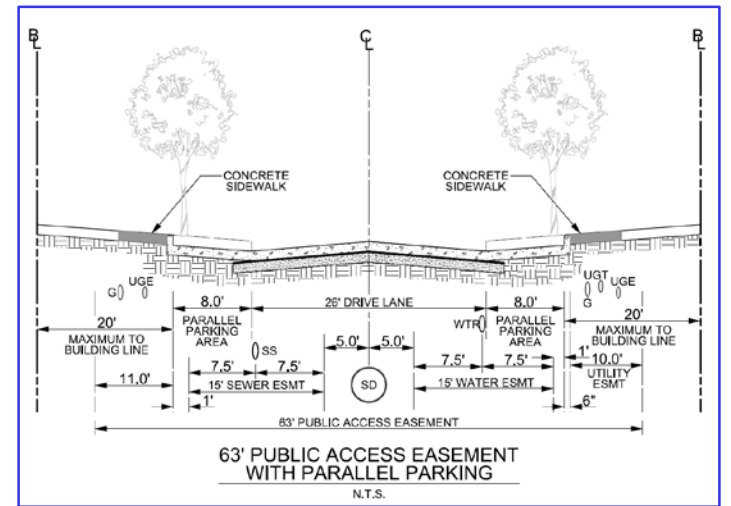 BL
CL
BL
CONCRETE
SIDEWALK
CONCRETE
SIDEWALK
G
UGE
UGT
UGE
G
8.0'
26' DRIVE LANE
8.0'
20'
MAXIMUM TO
BUILDING LINE
PARALLEL
PARKING
AREA
WTR
PARALLEL
PARKING
AREA
20'
MAXIMUM TO
BUILDING LINE
SS
5.0'
5.0'
7.5'
7.5'
7.5'
7.5'
1'
10.0'
UTILITY
ESMT
11.0'
15' SEWER ESMT
SD
15' WATER ESMT
1'
6"
63' PUBLIC ACCESS EASEMENT
63' PUBLIC ACCESS EASEMENT
WITH PARALLEL PARKING
N.T.S.